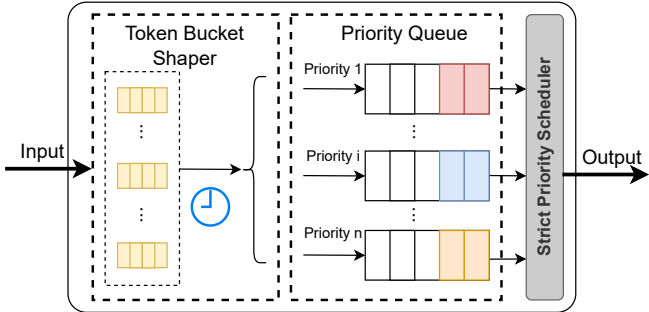 Token Bucket
Shaper
Priority Queue
Input
Priority 1
...
Priority i
...
Priority n
...
...
Strict Priority Scheduler
Output